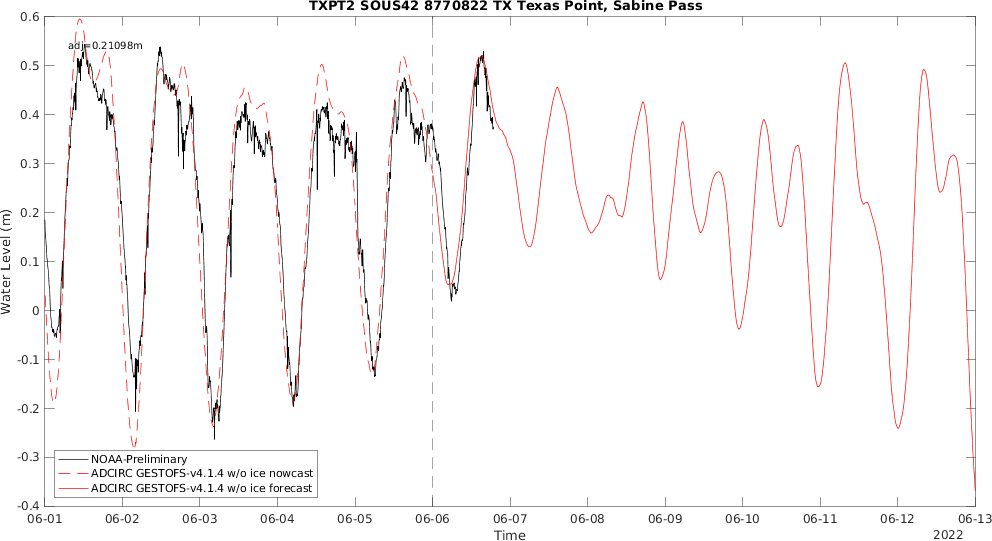 TXPT2 SOUS42 8770822 TX Texas Point, Sabine Pass
adj=0.21098m
Water Level (m)
0.6
0.5
0.4
0.3
0.2
0.1
0
-0.1
-0.2
-0.3
-0.4
NOAA-Preliminary
ADCIRC GESTOFS-v4.1.4 w/o ice nowcast
ADCIRC GESTOFS-v4.1.4 w/o ice forecast
06-01 06-02 06-03 06-04 06-05 06-06 06-07 06-08 06-09 06-10 06-11 06-12 06-13
Time
2022